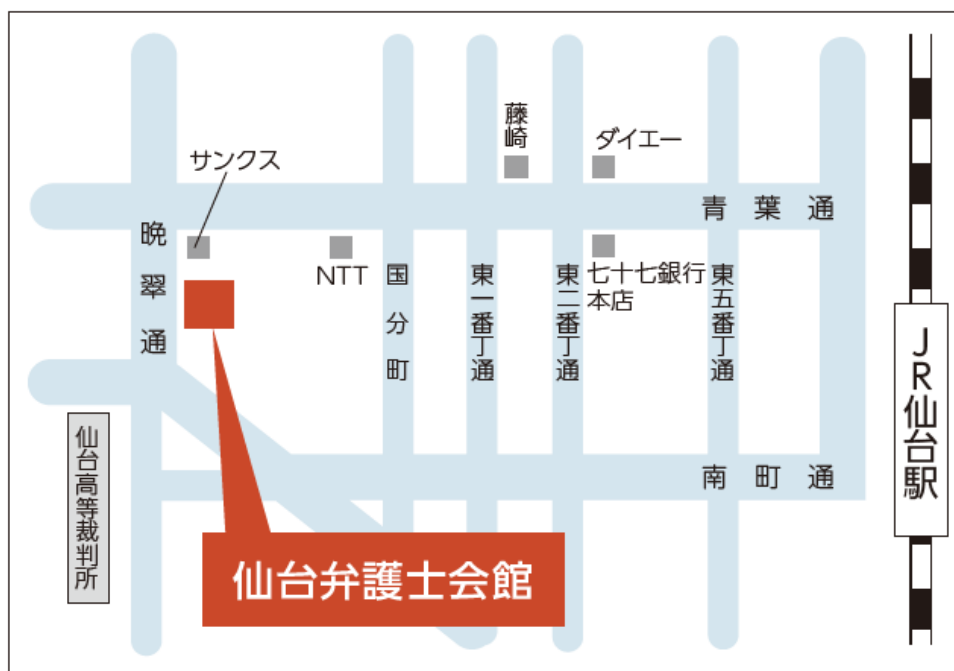 藤崎
ダイエー
サンクス
青葉通
晩翠通
NTT
国分町
東一番丁通
東二番丁通
七十七銀行
本店
東五番丁通
JR仙台駅
仙台高等裁判所
南町通
仙台弁護士会館